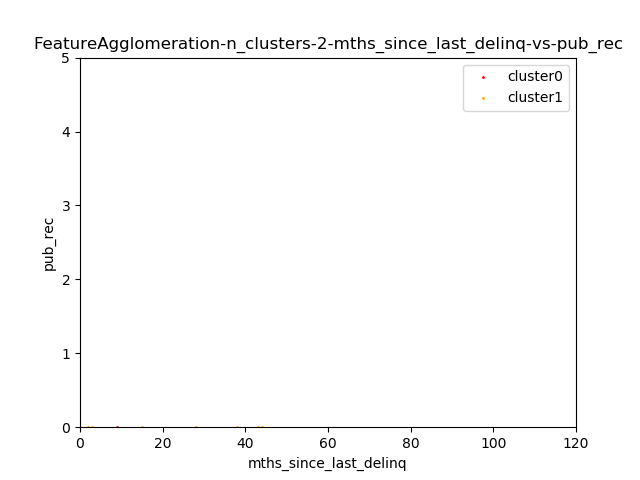 FeatureAgglomeration-n_clusters-2-mths_since_last_delinq-vs-pub_rec
cluster0
cluster1
5
4
3
2
1
0
pub_rec
0 20 40 60 80 100 120
mths_since_last_delinq